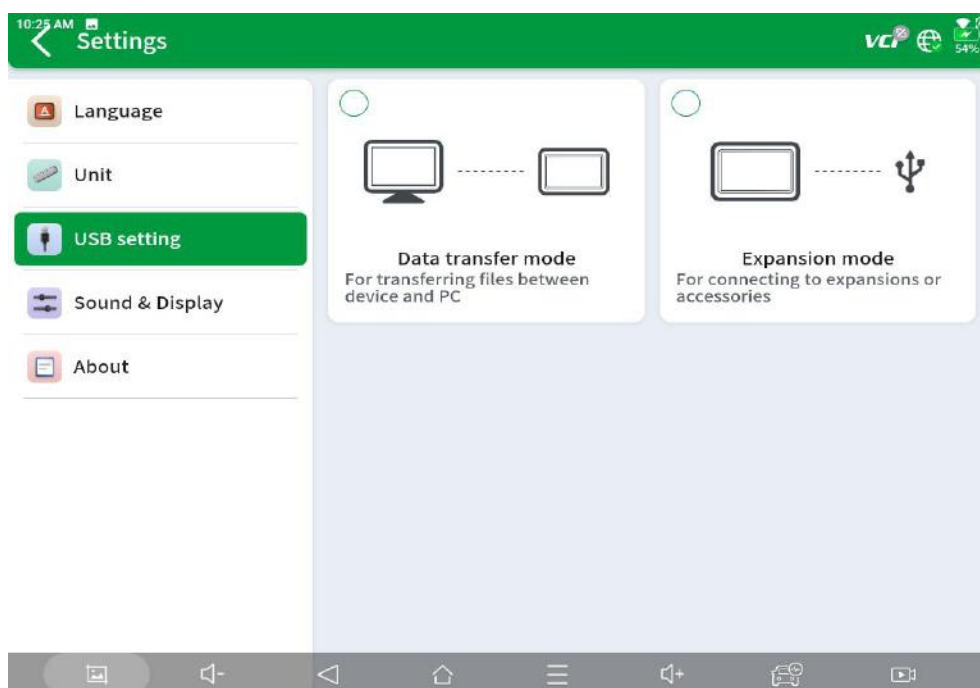 10:25 AM
Settings
VCI
54%
Language
Unit
USB setting
Sound & Display
About
Data transfer mode
For transferring files between
device and PC
Expansion mode
For connecting to expansions or
accessories